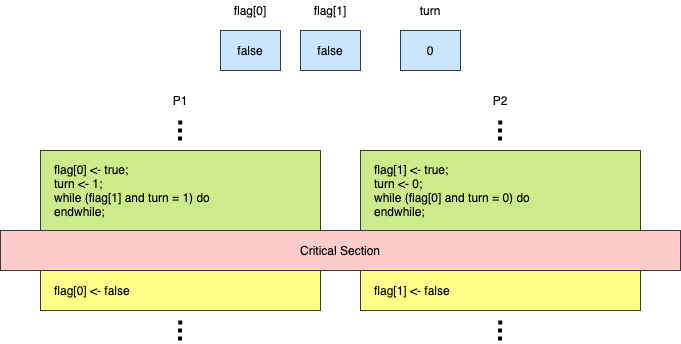 flag[0] flag[1] turn
false false 0
P1 P2
flag[0] <- true;
turn <- 1;
while (flag[1] and turn = 1) do
endwhile;
flag[1] <- true;
turn <- 0;
while (flag[0] and turn = 0) do
endwhile;
Critical Section
flag[0] <- false
flag[1] <- false